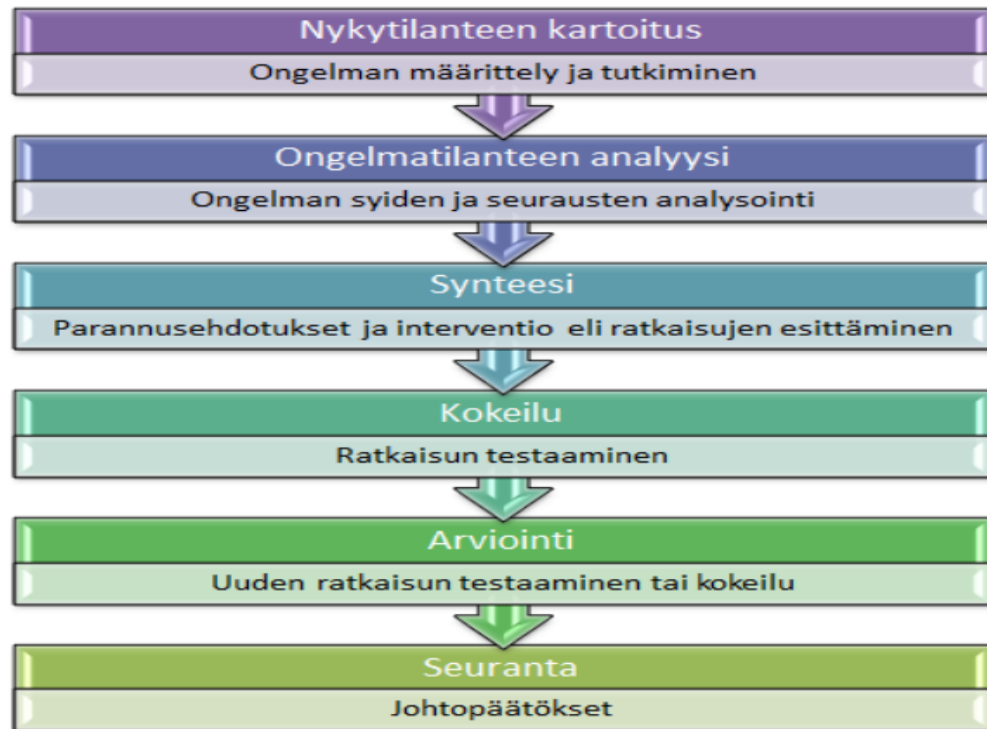 Nykytilanteen kartoitus
Ongelman määrittely ja tutkiminen
Ongelmatilanteen analyysi
Ongelman syiden ja seurausten analysointi
Synteesi
Parannusehdotukset ja interventio eli ratkaisujen esittäminen
Kokeilu
Ratkaisun testaaminen
Arviointi
Uuden ratkaisun testaaminen tai kokeilu
Seuranta
Johtopäätökset